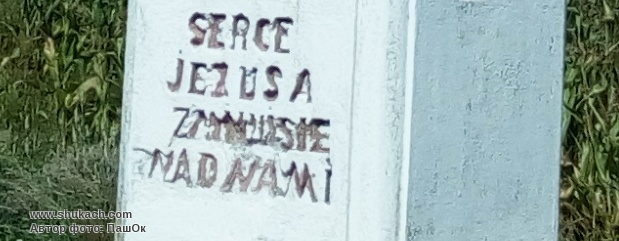 SERCE
JEZUSA
NAD NAMI
www.shukach.com
Автор фото: ПашОк